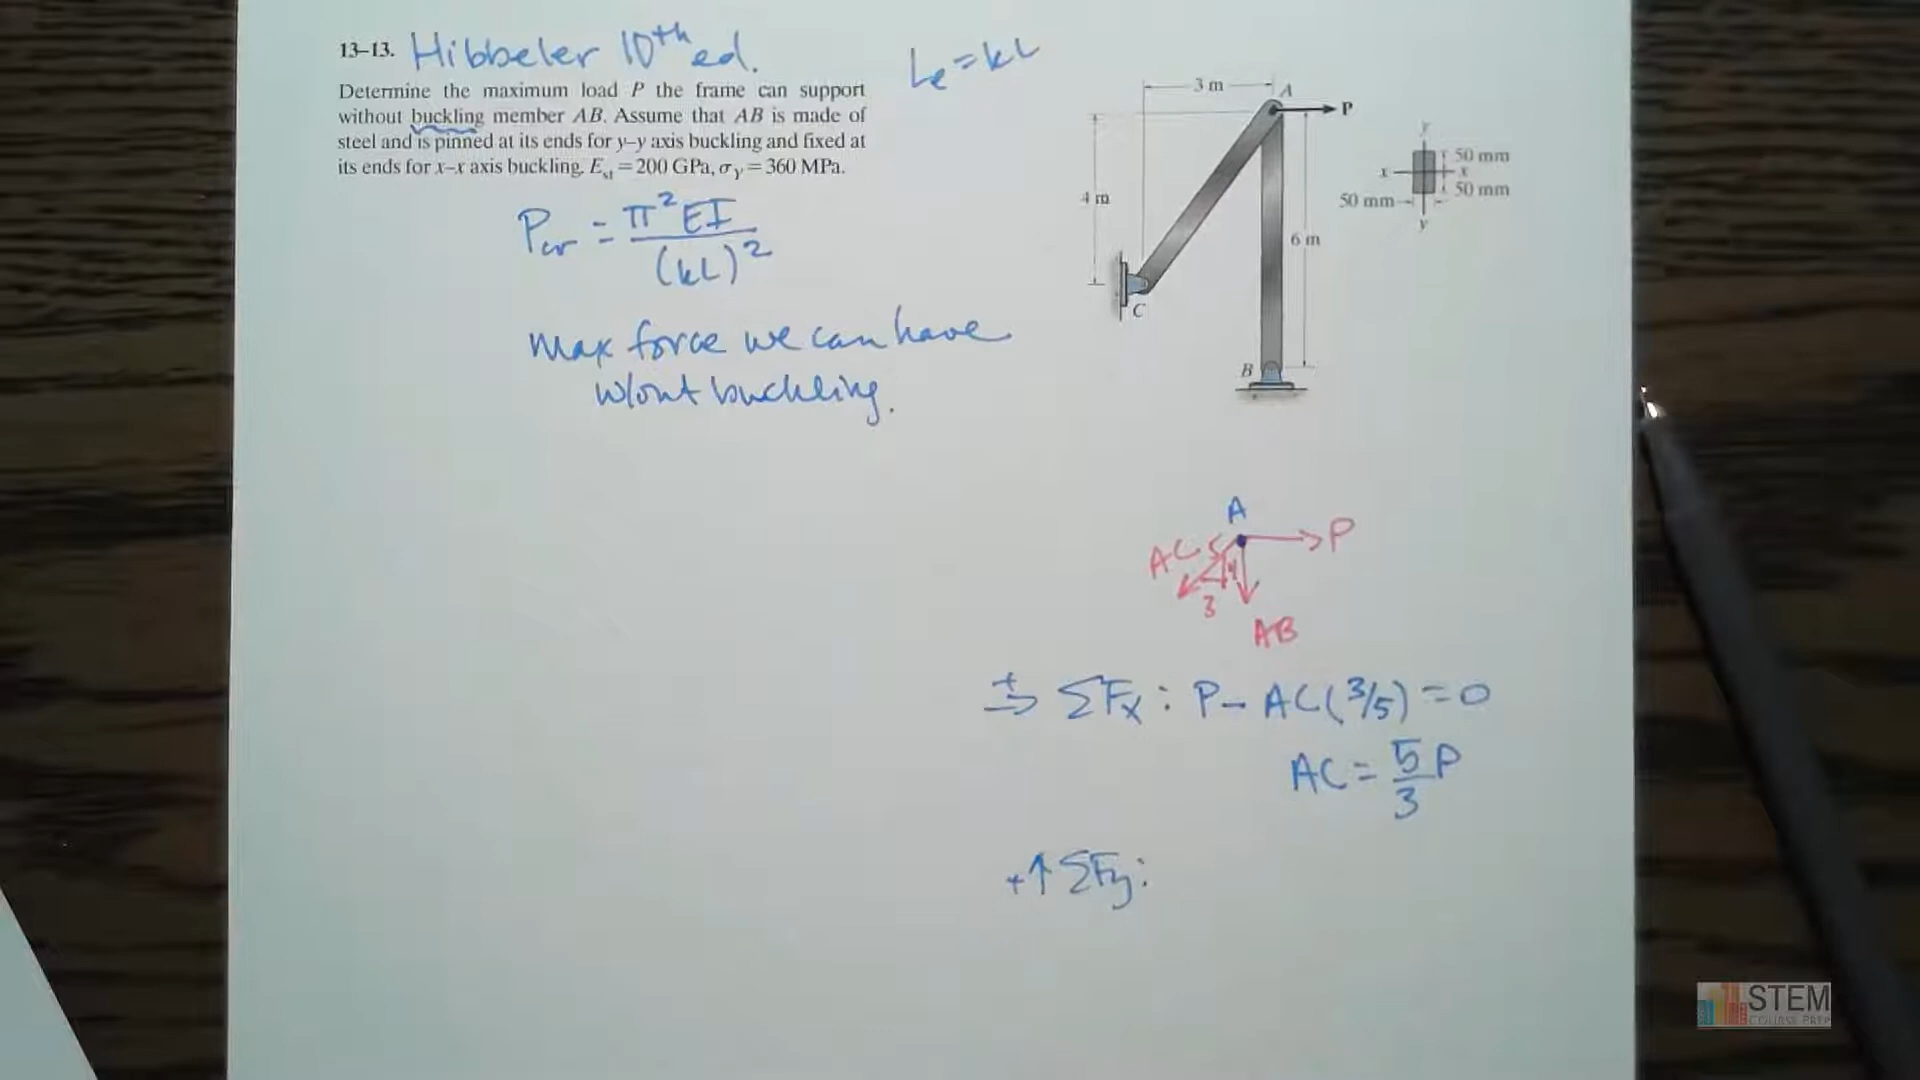 13–13. Hibbeler 10th ed.
Determine the maximum load P the frame can support
without buckling member AB. Assume that AB is made of
steel and is pinned at its ends for y–y axis buckling and fixed at
its ends for x–x axis buckling. Est = 200 GPa, σY = 360 MPa.
Le = kL
Pcr = π²EI
(kL)²
max force we can have
w/out buckling.
3 m
A
P
4 m
6 m
C
B
y
50 mm
x
x
50 mm
50 mm
y
A
P
AC
5
4
3
AB
+→ ΣFx: P – AC(3/5) = 0
AC = 5/3 P
+↑ ΣFy:
STEM
COURSE PREP